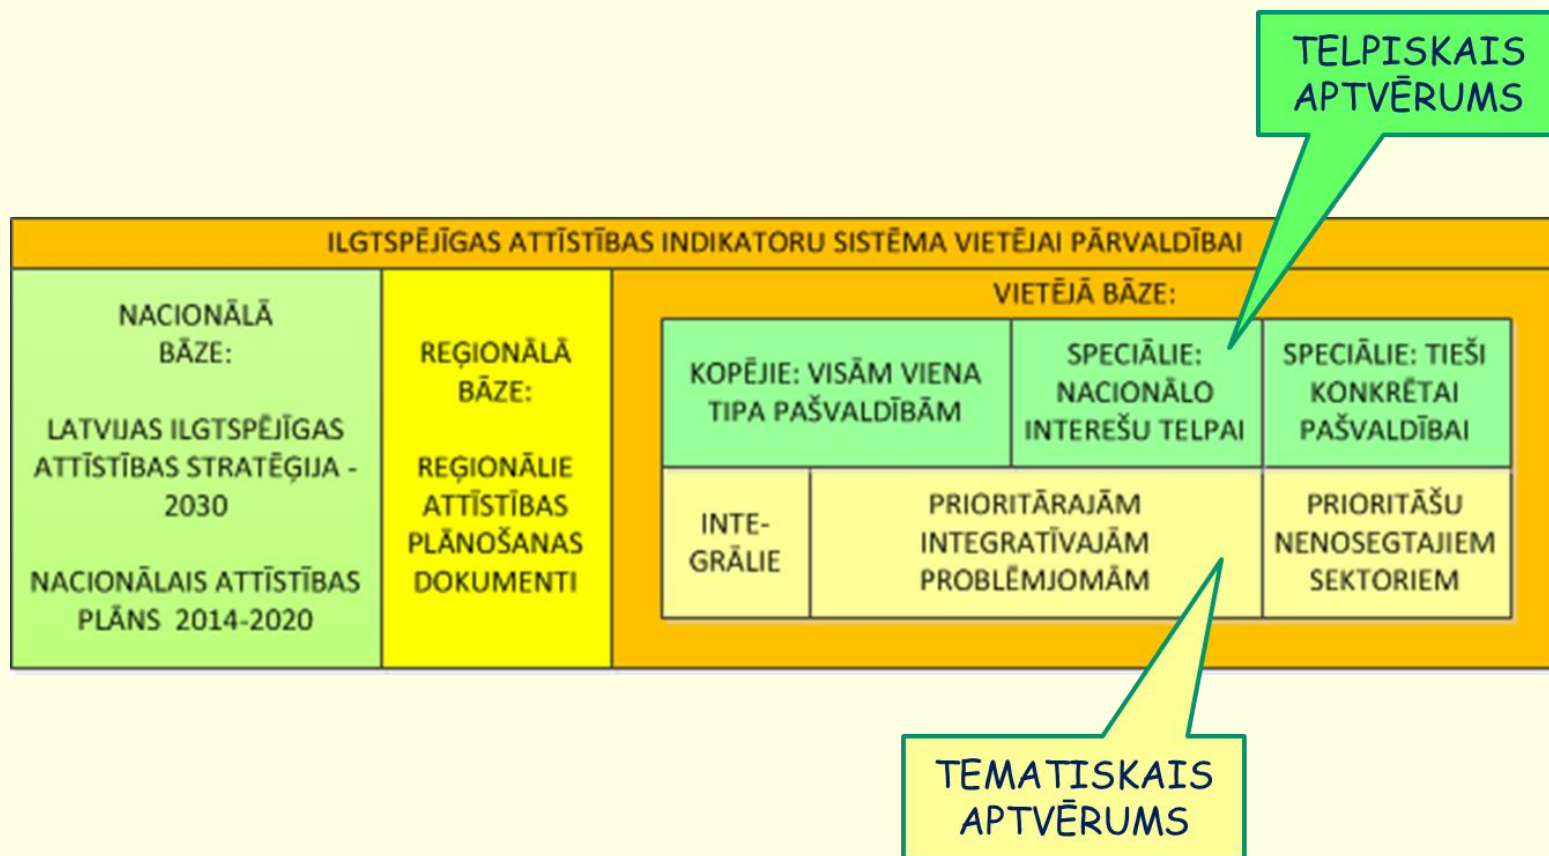 TELPISKAIS
APTVĒRUMS
ILGTSPĒJĪGAS ATTĪSTĪBAS INDIKATORU SISTĒMA VIETĒJAI PĀRVALDĪBAI
NACIONĀLĀ
BĀZE:
LATVIJAS ILGTSPĒJĪGAS
ATTĪSTĪBAS STRATĒĢIJA -
2030
NACIONĀLAIS ATTĪSTĪBAS
PLĀNS 2014-2020
REĢIONĀLĀ
BĀZE:
REĢIONĀLIE
ATTĪSTĪBAS
PLĀNOŠANAS
DOKUMENTI
VIETĒJĀ BĀZE:
KOPĒJIE: VISĀM VIENA
TIPA PAŠVALDĪBĀM
SPECIĀLIE:
NACIONĀLO
INTEREŠU TELPAI
SPECIĀLIE: TIEŠI
KONKRĒTAI
PAŠVALDĪBAI
INTE-
GRĀLIE
PRIORITĀRAJĀM
INTEGRATĪVAJĀM
PROBLĒMJOMĀM
PRIORITĀŠU
NENOSEGTAJIEM
SEKTORIEM
TEMATISKAIS
APTVĒRUMS